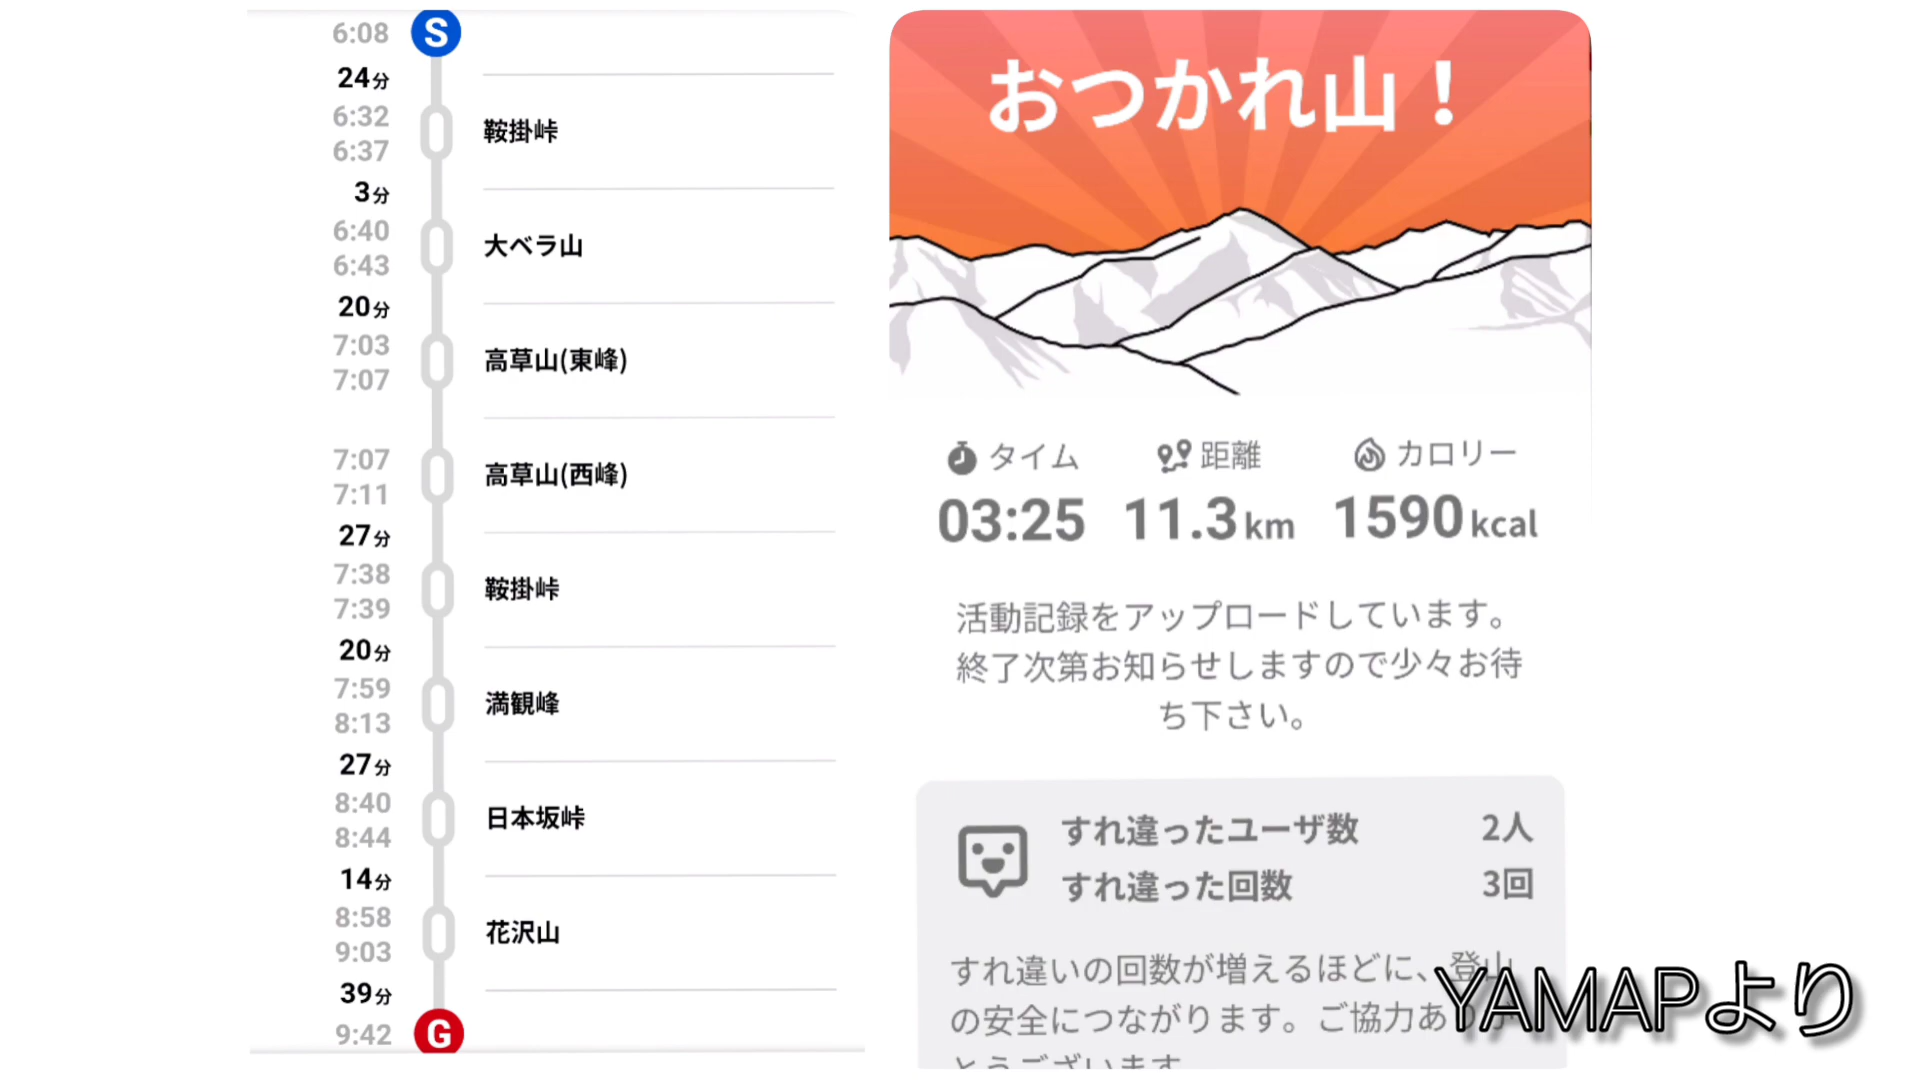 6:08
S
24分
6:32
6:37
鞍掛峠
3分
6:40
6:43
大ベラ山
20分
7:03
7:07
高草山(東峰)
7:07
7:11
高草山(西峰)
27分
7:38
7:39
鞍掛峠
20分
7:59
8:13
満観峰
27分
8:40
8:44
日本坂峠
14分
8:58
9:03
花沢山
39分
9:42
G
おつかれ山！
タイム 距離 カロリー
03:25 11.3km 1590kcal
活動記録をアップロードしています。
終了次第お知らせしますので少々お待
ち下さい。
すれ違ったユーザ数 2人
すれ違った回数 3回
すれ違いの回数が増えるほどに、登山
の安全につながります。ご協力あ
とうございます
YAMAPより